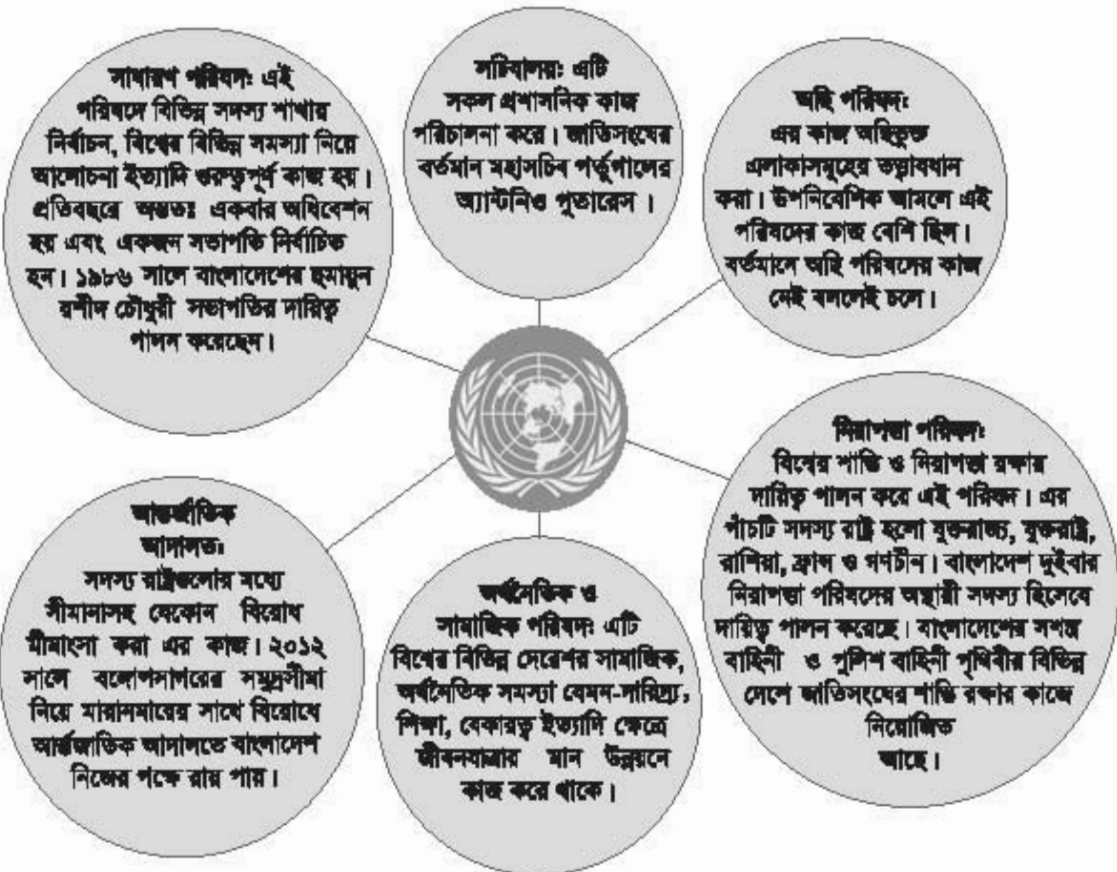 সাধারণ পরিষদ: এই
পরিষদে বিভিন্ন সদস্য শাখায়
নির্বাচন, বিশ্বের বিভিন্ন সমস্যা নিয়ে
আলোচনা ইত্যাদি গুরুত্বপূর্ণ কাজ হয়।
প্রতিবছরে অন্ততঃ একবার অধিবেশন
হয় এবং একজন সভাপতি নির্বাচিত
হন। ১৯৮৬ সালে বাংলাদেশের হুমায়ুন
রশীদ চৌধুরী সভাপতির দায়িত্ব
পালন করেছেন।
সচিবালয়: এটি
সকল প্রশাসনিক কাজ
পরিচালনা করে। জাতিসংঘের
বর্তমান মহাসচিব পর্তুগালের
অ্যান্টনিও গুতারেস।
অছি পরিষদ:
এর কাজ অছিভুক্ত
এলাকাসমূহের তত্ত্বাবধান
করা। ঔপনিবেশিক আমলে এই
পরিষদের কাজ বেশি ছিল।
বর্তমানে অছি পরিষদের কাজ
নেই বললেই চলে।
নিরাপত্তা পরিষদ:
বিশ্বের শান্তি ও নিরাপত্তা রক্ষার
দায়িত্ব পালন করে এই পরিষদ। এর
পাঁচটি সদস্য রাষ্ট্র হলো যুক্তরাজ্য, যুক্তরাষ্ট্র,
রাশিয়া, ফ্রান্স ও গণচীন। বাংলাদেশ দুইবার
নিরাপত্তা পরিষদের অস্থায়ী সদস্য হিসেবে
দায়িত্ব পালন করেছে। বাংলাদেশের সশস্ত্র
বাহিনী ও পুলিশ বাহিনী পৃথিবীর বিভিন্ন
দেশে জাতিসংঘের শান্তি রক্ষার কাজে
নিয়োজিত
আছে।
আন্তর্জাতিক
আদালত:
সদস্য রাষ্ট্রগুলোর মধ্যে
সীমানাসহ যেকোন বিরোধ
মীমাংসা করা এর কাজ। ২০১২
সালে বঙ্গোপসাগরের সমুদ্রসীমা
নিয়ে মায়ানমারের সাথে বিরোধে
আর্ন্তজাতিক আদালতে বাংলাদেশ
নিজের পক্ষে রায় পায়।
অর্থনৈতিক ও
সামাজিক পরিষদ: এটি
বিশ্বের বিভিন্ন দেরেশর সামাজিক,
অর্থনৈতিক সমস্যা যেমন-দারিদ্র্য,
শিক্ষা, বেকারত্ব ইত্যাদি ক্ষেত্রে
জীবনযাত্রার মান উন্নয়নে
কাজ করে থাকে।